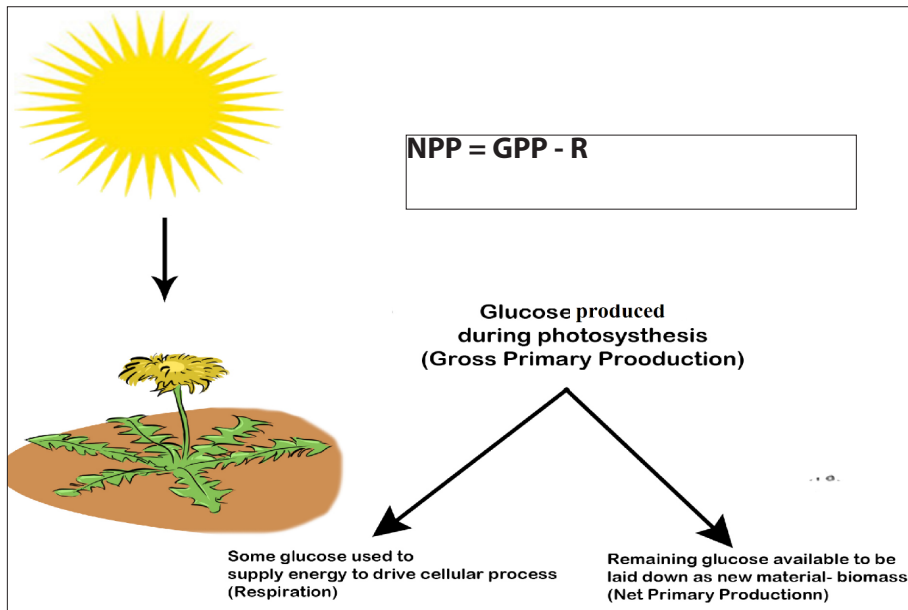 NPP = GPP - R
Glucose produced
during photosysthesis
(Gross Primary Prooduction)
Some glucose used to
supply energy to drive cellular process
(Respiration)
Remaining glucose available to be
laid down as new material- biomass
(Net Primary Productionn)